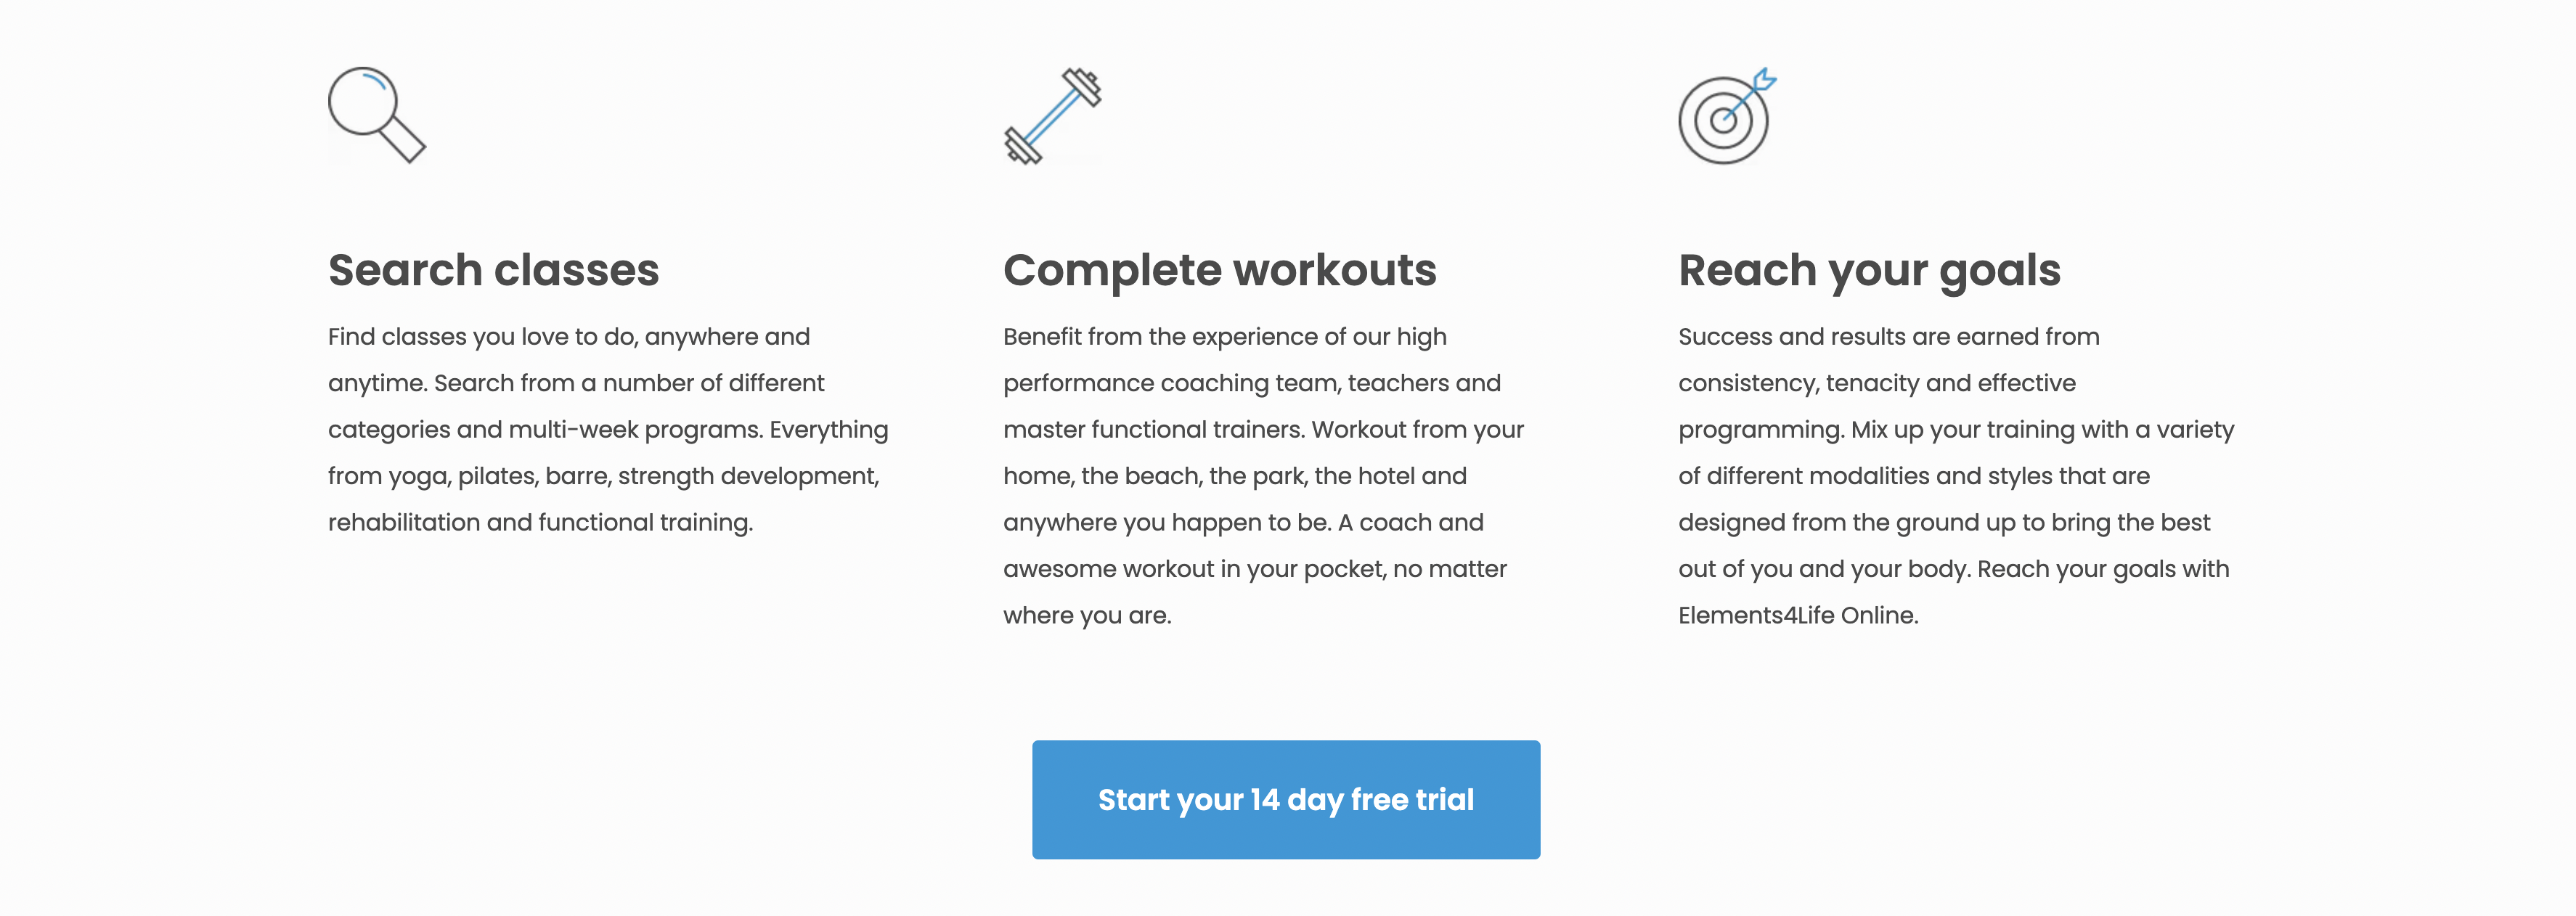 Search classes
Find classes you love to do, anywhere and
anytime. Search from a number of different
categories and multi-week programs. Everything
from yoga, pilates, barre, strength development,
rehabilitation and functional training.
Complete workouts
Benefit from the experience of our high
performance coaching team, teachers and
master functional trainers. Workout from your
home, the beach, the park, the hotel and
anywhere you happen to be. A coach and
awesome workout in your pocket, no matter
where you are.
Reach your goals
Success and results are earned from
consistency, tenacity and effective
programming. Mix up your training with a variety
of different modalities and styles that are
designed from the ground up to bring the best
out of you and your body. Reach your goals with
Elements4Life Online.
Start your 14 day free trial